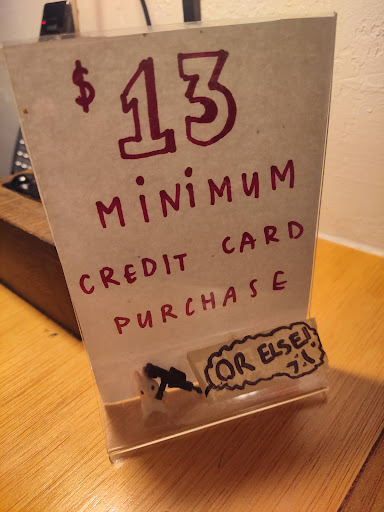 $13
MiNiMUM
CREDIT CARD
PURCHASE
OR ELSE!